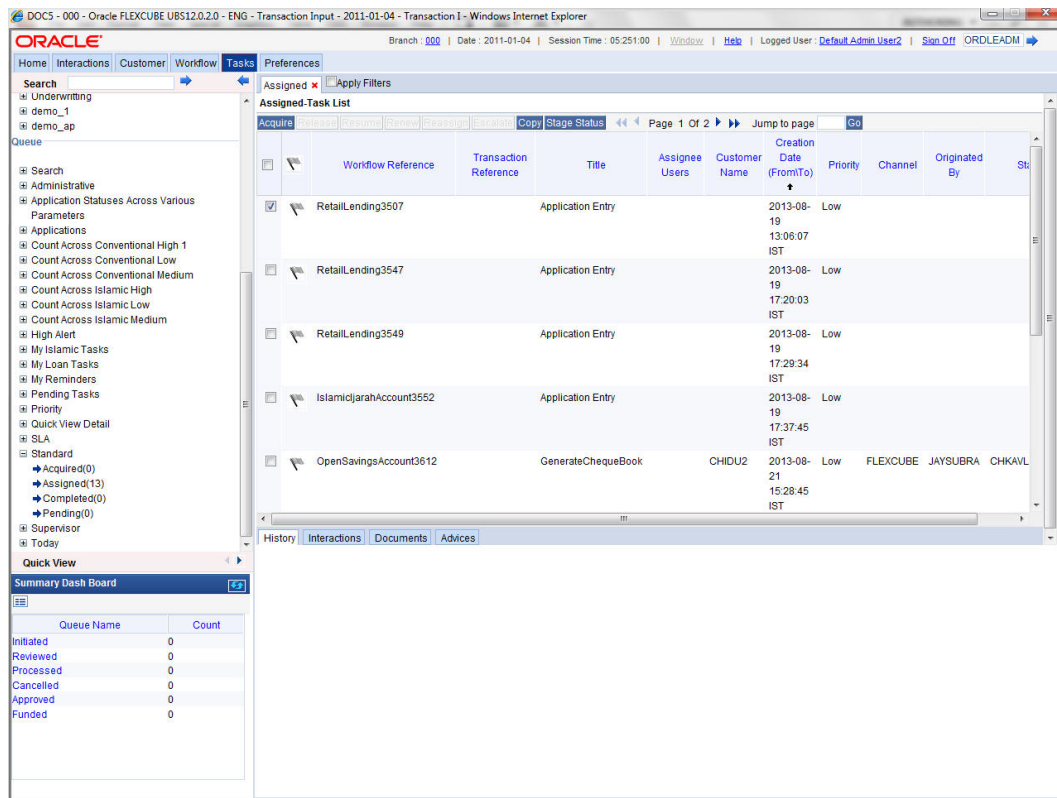 DOC5 - 000 - Oracle FLEXCUBE UBS12.0.2.0 - ENG - Transaction Input - 2011-01-04 - Transaction I - Windows Internet Explorer
ORACLE
Branch : 000 | Date : 2011-01-04 | Session Time : 05:251:00 | Window | Help | Logged User : Default Admin User2 | Sign Off ORDLEADM
Home Interactions Customer Workflow Tasks Preferences
Search
Underwritting
demo_1
demo_ap
Queue
Search
Administrative
Application Statuses Across Various
Parameters
Applications
Count Across Conventional High 1
Count Across Conventional Low
Count Across Conventional Medium
Count Across Islamic High
Count Across Islamic Low
Count Across Islamic Medium
High Alert
My Islamic Tasks
My Loan Tasks
My Reminders
Pending Tasks
Priority
Quick View Detail
SLA
Standard
Acquired(0)
Assigned(13)
Completed(0)
Pending(0)
Supervisor
Today
Quick View
Summary Dash Board
Queue Name Count
Initiated 0
Reviewed 0
Processed 0
Cancelled 0
Approved 0
Funded 0
Assigned Apply Filters
Assigned-Task List
Acquire Release Resume Renew Reassign Escalate Copy Stage Status Page 1 Of 2 Jump to page Go
Workflow Reference Transaction Reference Title Assignee Users Customer Name Creation Date (From\To) Priority Channel Originated By Sta
RetailLending3507 Application Entry 2013-08- Low
19
13:06:07
IST
RetailLending3547 Application Entry 2013-08- Low
19
17:20:03
IST
RetailLending3549 Application Entry 2013-08- Low
19
17:29:34
IST
IslamicIjarahAccount3552 Application Entry 2013-08- Low
19
17:37:45
IST
OpenSavingsAccount3612 GenerateChequeBook CHIDU2 2013-08- Low FLEXCUBE JAYSUBRA CHKAVL
21
15:28:45
IST
History Interactions Documents Advices